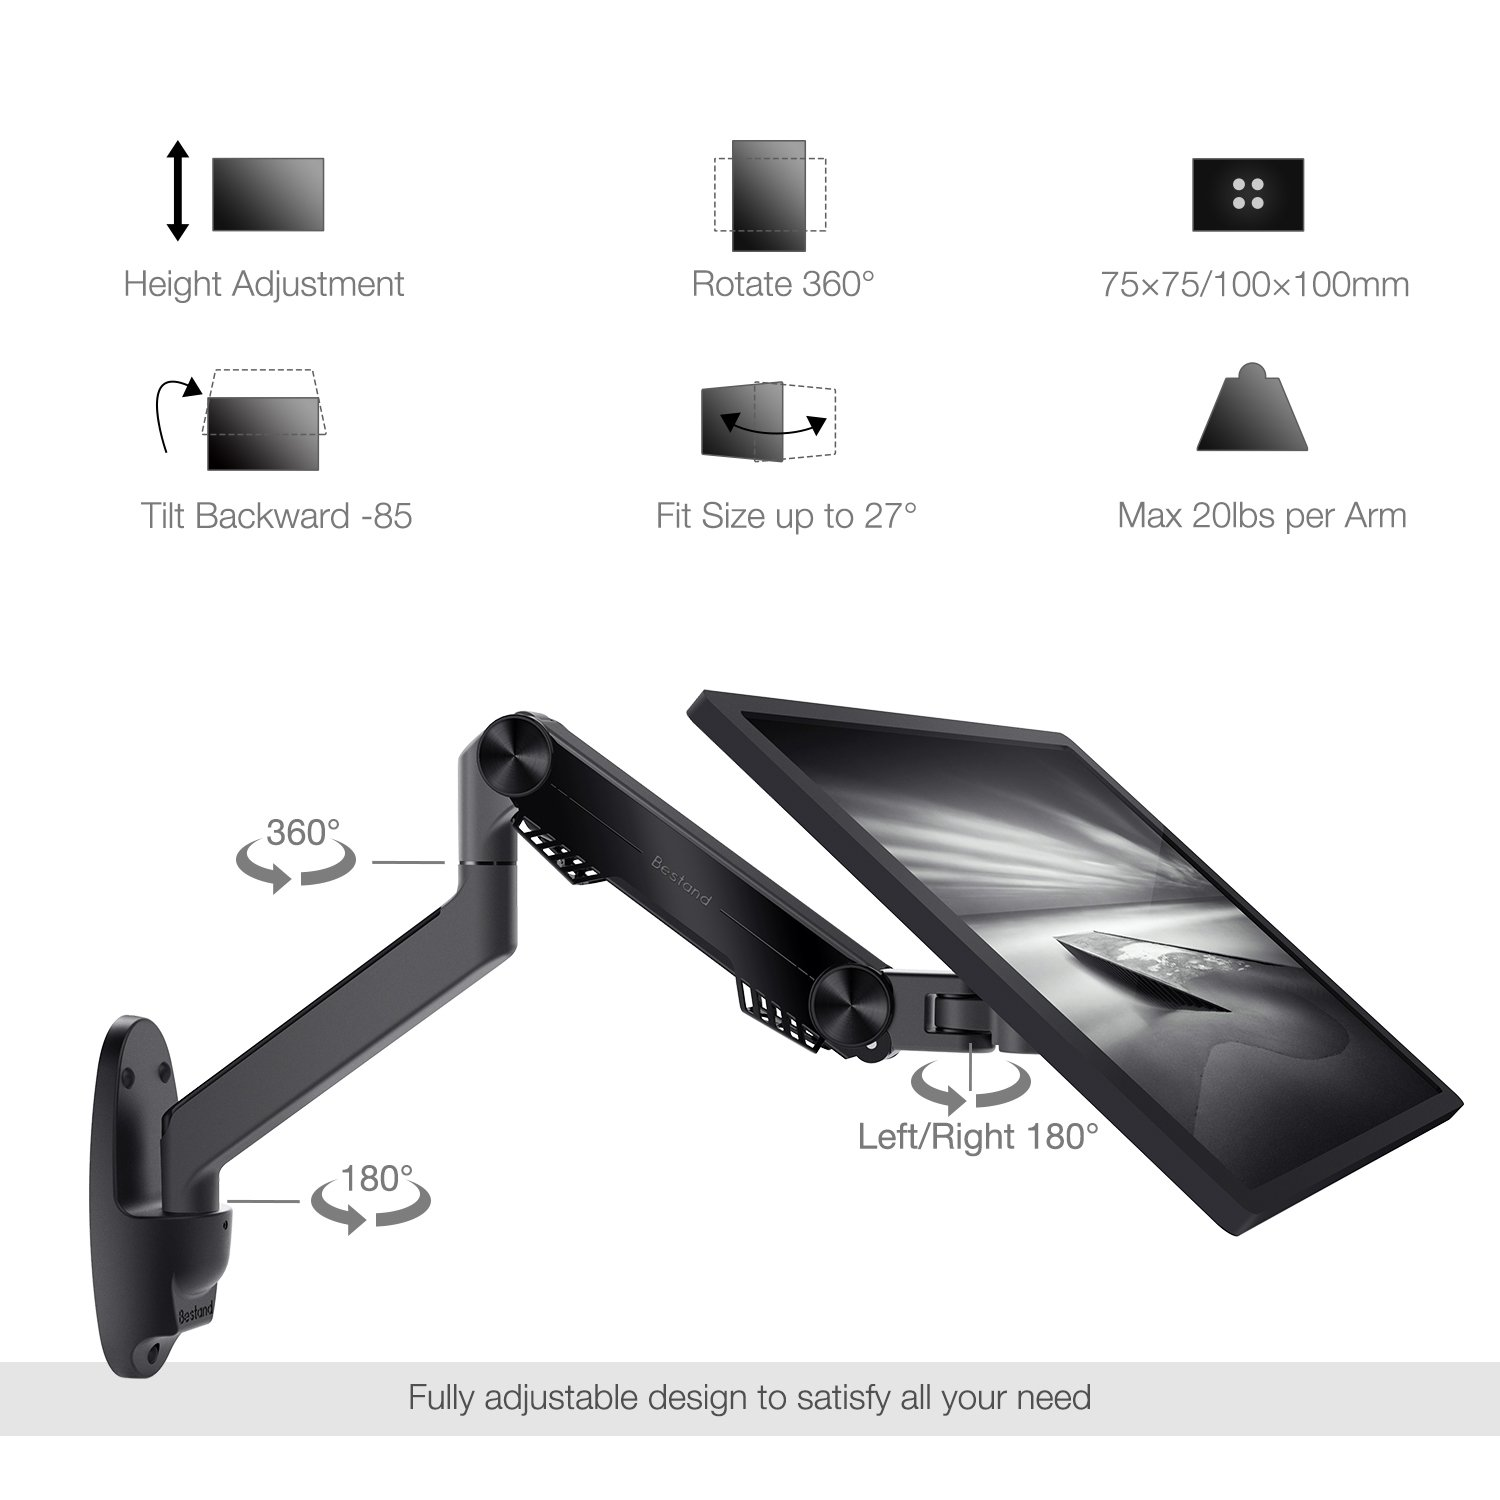 Height Adjustment
Rotate 360°
75×75/100×100mm
Tilt Backward -85
Fit Size up to 27°
Max 20lbs per Arm
360°
Bestand
Left/Right 180°
180°
Bestand
Fully adjustable design to satisfy all your need